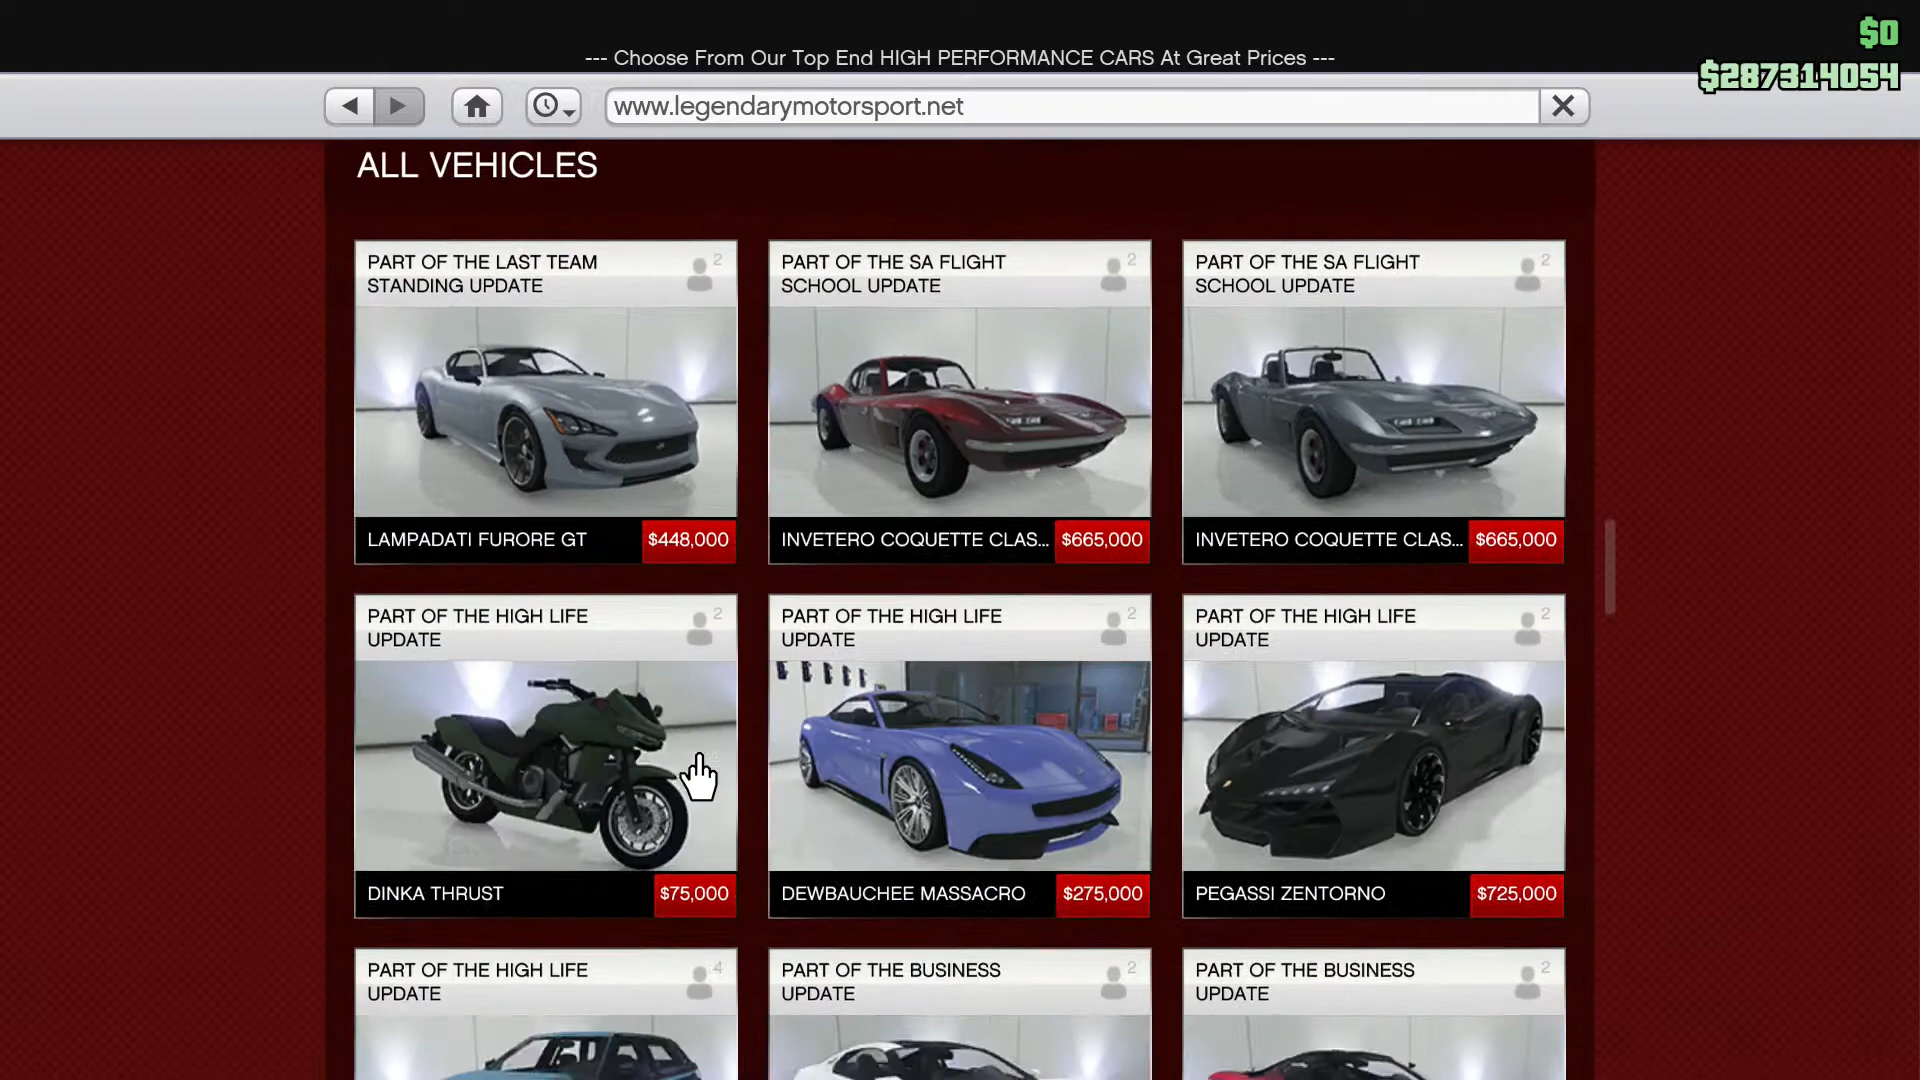 $0
--- Choose From Our Top End HIGH PERFORMANCE CARS At Great Prices ---
$287314054
www.legendarymotorsport.net
ALL VEHICLES
PART OF THE LAST TEAM
STANDING UPDATE
2
PART OF THE SA FLIGHT
SCHOOL UPDATE
2
PART OF THE SA FLIGHT
SCHOOL UPDATE
2
LAMPADATI FURORE GT
$448,000
INVETERO COQUETTE CLAS...
$665,000
INVETERO COQUETTE CLAS...
$665,000
PART OF THE HIGH LIFE
UPDATE
2
PART OF THE HIGH LIFE
UPDATE
2
PART OF THE HIGH LIFE
UPDATE
2
DINKA THRUST
$75,000
DEWBAUCHEE MASSACRO
$275,000
PEGASSI ZENTORNO
$725,000
PART OF THE HIGH LIFE
UPDATE
4
PART OF THE BUSINESS
UPDATE
2
PART OF THE BUSINESS
UPDATE
2